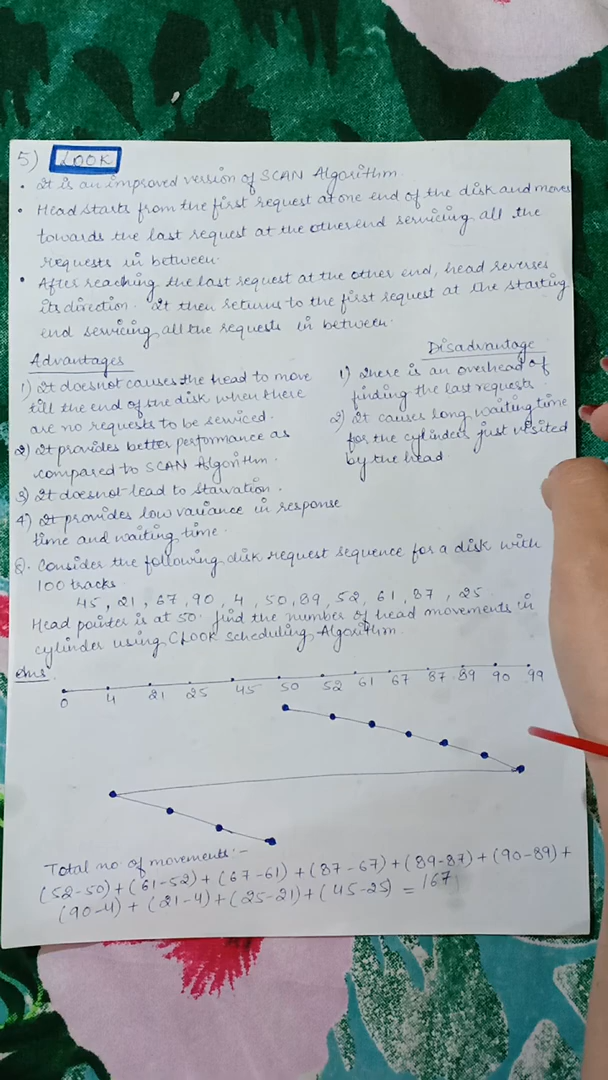 5) LOOK
• It is an improved version of SCAN Algorithm.
• Head starts from the first request at one end of the disk and moves
towards the last request at the other end servicing all the
requests in between.
• After reaching the last request at the other end, head reverses
its direction. It then returns to the first request at the starting
end servicing all the requests in between.
Advantages
1) It doesnot causes the head to move
till the end of the disk when there
are no requests to be serviced.
2) It provides better performance as
compared to SCAN Algorithm.
3) It doesnot lead to starvation.
4) It provides low variance in response
time and waiting time.
Disadvantage
1) There is an overhead of
finding the last requests.
2) It causes long waiting time
for the cylinders just visited
by the head.
Q. Consider the following disk request sequence for a disk with
100 tracks
45, 21, 67, 90, 4, 50, 89, 52, 61, 87, 25
Head pointer is at 50. find the number of head movements in
cylinder using CLOOK scheduling Algorithm.
Ans.
0 4 21 25 45 50 52 61 67 87 89 90 99
Total no. of movements:-
(52-50)+(61-52)+(67-61)+(87-67)+(89-87)+(90-89)+
(90-4)+(21-4)+(25-21)+(45-25) = 167